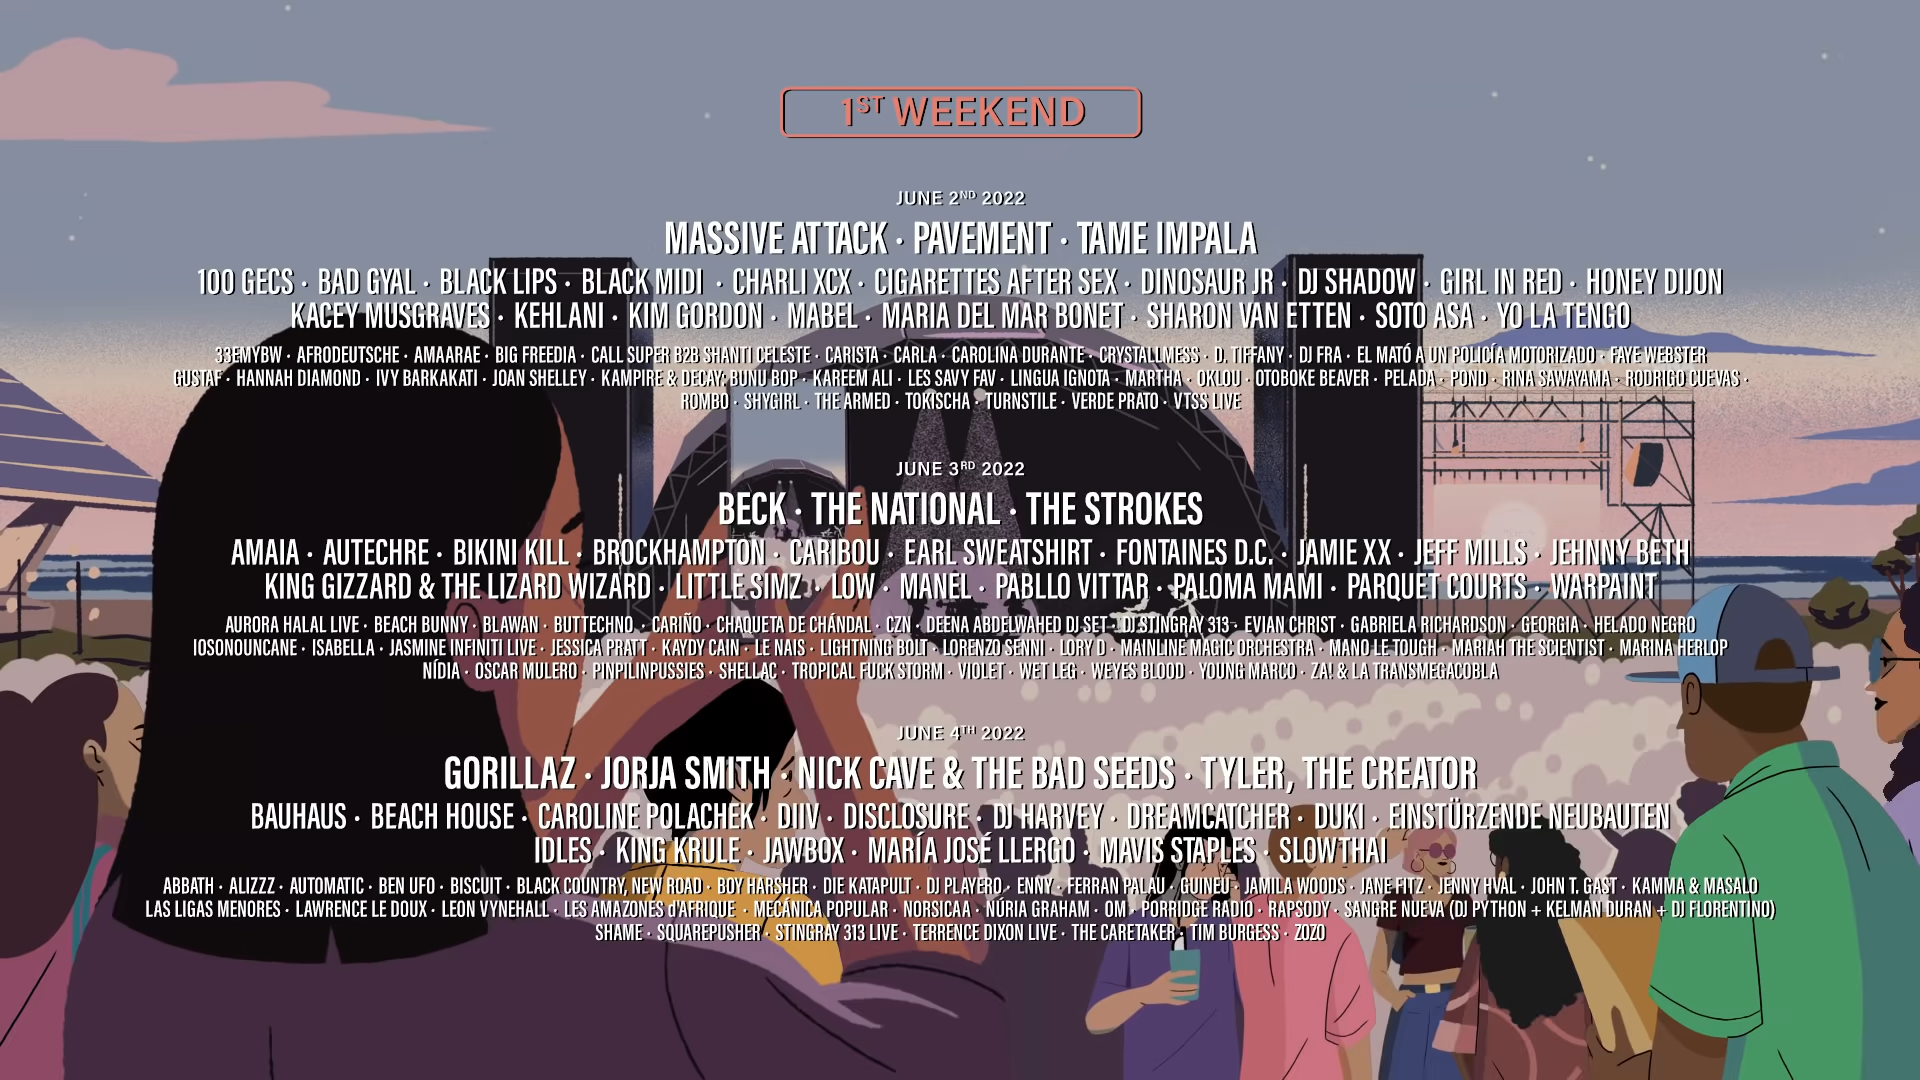 1ST WEEKEND
JUNE 2ND 2022
MASSIVE ATTACK · PAVEMENT · TAME IMPALA
100 GECS · BAD GYAL · BLACK LIPS · BLACK MIDI · CHARLI XCX · CIGARETTES AFTER SEX · DINOSAUR JR · DJ SHADOW · GIRL IN RED · HONEY DIJON
KACEY MUSGRAVES · KEHLANI · KIM GORDON · MABEL · MARIA DEL MAR BONET · SHARON VAN ETTEN · SOTO ASA · YO LA TENGO
33EMYBW · AFRODEUTSCHE · AMAARAE · BIG FREEDIA · CALL SUPER B2B SHANTI CELESTE · CARISTA · CARLA · CAROLINA DURANTE · CRYSTALLMESS · D. TIFFANY · DJ FRA · EL MATÓ A UN POLICÍA MOTORIZADO · FAYE WEBSTER
GUSTAF · HANNAH DIAMOND · IVY BARKAKATI · JOAN SHELLEY · KAMPIRE & DECAY: BUNU BOP · KAREEM ALI · LES SAVY FAV · LINGUA IGNOTA · MARTHA · OKLOU · OTOBOKE BEAVER · PELADA · POND · RINA SAWAYAMA · RODRIGO CUEVAS ·
ROMBO · SHYGIRL · THE ARMED · TOKISCHA · TURNSTILE · VERDE PRATO · VTSS LIVE
JUNE 3RD 2022
BECK · THE NATIONAL · THE STROKES
AMAIA · AUTECHRE · BIKINI KILL · BROCKHAMPTON · CARIBOU · EARL SWEATSHIRT · FONTAINES D.C. · JAMIE XX · JEFF MILLS · JEHNNY BETH
KING GIZZARD & THE LIZARD WIZARD · LITTLE SIMZ · LOW · MANEL · PABLLO VITTAR · PALOMA MAMI · PARQUET COURTS · WARPAINT
AURORA HALAL LIVE · BEACH BUNNY · BLAWAN · BUTTECHNO. · CARIÑO · CHAQUETA DE CHÁNDAL · CZN · DEENA ABDELWAHED DJ SET · DJ STINGRAY 313 · EVIAN CHRIST · GABRIELA RICHARDSON · GEORGIA · HELADO NEGRO
IOSONOUNCANE · ISABELLA · JASMINE INFINITI LIVE · JESSICA PRATT · KAYDY CAIN · LE NAIS · LIGHTNING BOLT · LORENZO SENNI · LORY D · MAINLINE MAGIC ORCHESTRA · MANO LE TOUGH · MARIAH THE SCIENTIST · MARINA HERLOP
NÍDIA · OSCAR MULERO · PINPILINPUSSIES · SHELLAC · TROPICAL FUCK STORM · VIOLET · WET LEG · WEYES BLOOD · YOUNG MARCO · ZA! & LA TRANSMEGACOBLA
JUNE 4TH 2022
GORILLAZ · JORJA SMITH · NICK CAVE & THE BAD SEEDS · TYLER, THE CREATOR
BAUHAUS · BEACH HOUSE · CAROLINE POLACHEK · DIIV · DISCLOSURE · DJ HARVEY · DREAMCATCHER · DUKI · EINSTÜRZENDE NEUBAUTEN
IDLES · KING KRULE · JAWBOX · MARÍA JOSÉ LLERGO · MAVIS STAPLES · SLOWTHAI
ABBATH · ALIZZZ · AUTOMATIC · BEN UFO · BISCUIT · BLACK COUNTRY, NEW ROAD · BOY HARSHER · DIE KATAPULT · DJ PLAYERO · ENNY · FERRAN PALAU · GUINEU · JAMILA WOODS · JANE FITZ · JENNY HVAL · JOHN T. GAST · KAMMA & MASALO
LAS LIGAS MENORES · LAWRENCE LE DOUX · LEON VYNEHALL · LES AMAZONES d'AFRIQUE · MECÁNICA POPULAR · NORSICAA · NÚRIA GRAHAM · OM · PORRIDGE RADIO · RAPSODY · SANGRE NUEVA (DJ PYTHON + KELMAN DURAN + DJ FLORENTINO)
SHAME · SQUAREPUSHER · STINGRAY 313 LIVE · TERRENCE DIXON LIVE · THE CARETAKER · TIM BURGESS · ZOZO